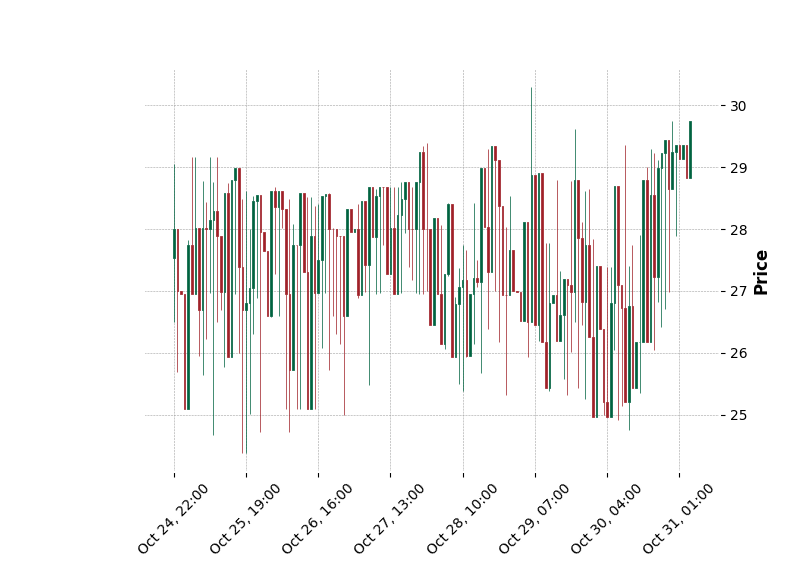 30
29
28
27
26
25
Price
Oct 24, 22:00
Oct 25, 19:00
Oct 26, 16:00
Oct 27, 13:00
Oct 28, 10:00
Oct 29, 07:00
Oct 30, 04:00
Oct 31, 01:00